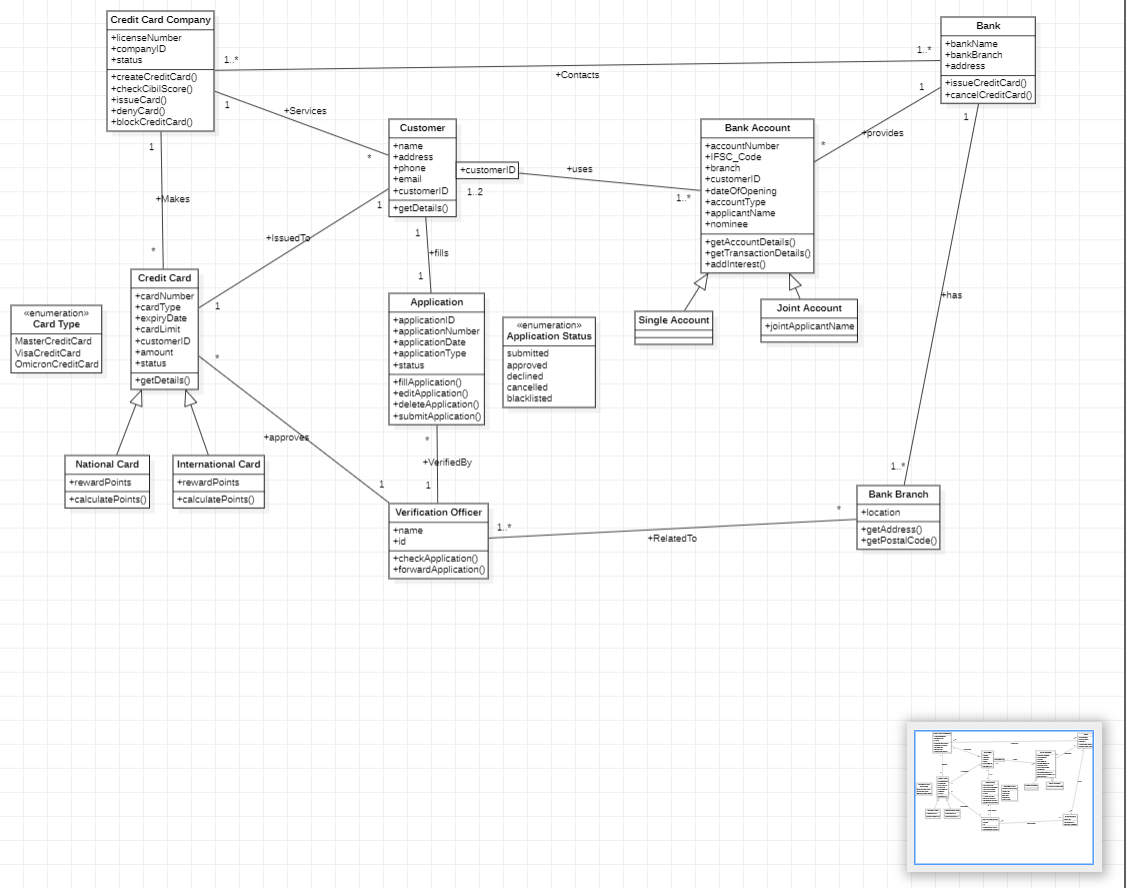 Credit Card Company
+licenseNumber
+companyID
+status
+createCreditCard()
+checkCibilScore()
+issueCard()
+denyCard()
+blockCreditCard()
Bank
+bankName
+bankBranch
+address
+issueCreditCard()
+cancelCreditCard()
1..*
1..*
+Contacts
1
+Services
*
1
+provides
*
1
Customer
+name
+address
+phone
+email
+customerID
+getDetails()
+customerID
1..2
+uses
1..*
Bank Account
+accountNumber
+IFSC_Code
+branch
+customerID
+dateOfOpening
+accountType
+applicantName
+nominee
+getAccountDetails()
+getTransactionDetails()
+addInterest()
1
+Makes
*
1
+IssuedTo
1
1
+fills
1
+has
1..*
Credit Card
+cardNumber
+cardType
+expiryDate
+cardLimit
+customerID
+amount
+status
+getDetails()
«enumeration»
Card Type
MasterCreditCard
VisaCreditCard
OmicronCreditCard
Application
+applicationID
+applicationNumber
+applicationDate
+applicationType
+status
+fillApplication()
+editApplication()
+deleteApplication()
+submitApplication()
«enumeration»
Application Status
submitted
approved
declined
cancelled
blacklisted
Single Account
Joint Account
+jointApplicantName
*
+approves
1
*
+VerifiedBy
1
National Card
+rewardPoints
+calculatePoints()
International Card
+rewardPoints
+calculatePoints()
Verification Officer
+name
+id
+checkApplication()
+forwardApplication()
1..*
+RelatedTo
*
Bank Branch
+location
+getAddress()
+getPostalCode()